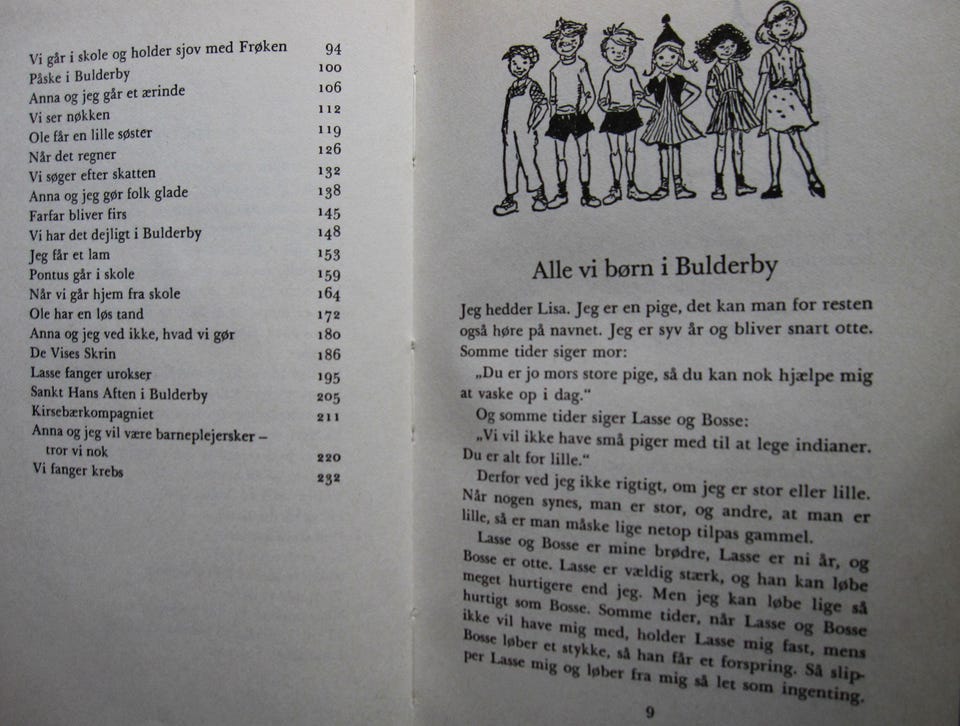 Vi går i skole og holder sjov med Frøken 94
Påske i Bulderby 100
Anna og jeg går et ærinde 106
Vi ser nøkken 112
Ole får en lille søster 119
Når det regner 126
Vi søger efter skatten 132
Anna og jeg gør folk glade 138
Farfar bliver firs 145
Vi har det dejligt i Bulderby 148
Jeg får et lam 153
Pontus går i skole 159
Når vi går hjem fra skole 164
Ole har en løs tand 172
Anna og jeg ved ikke, hvad vi gør 180
De Vises Skrin 186
Lasse fanger urokser 195
Sankt Hans Aften i Bulderby 205
Kirsebærkompagniet 211
Anna og jeg vil være barneplejersker –
tror vi nok 220
Vi fanger krebs 232
Alle vi børn i Bulderby
Jeg hedder Lisa. Jeg er en pige, det kan man for resten
også høre på navnet. Jeg er syv år og bliver snart otte.
Somme tider siger mor:
„Du er jo mors store pige, så du kan nok hjælpe mig
at vaske op i dag.“
Og somme tider siger Lasse og Bosse:
„Vi vil ikke have små piger med til at lege indianer.
Du er alt for lille.“
Derfor ved jeg ikke rigtigt, om jeg er stor eller lille.
Når nogen synes, man er stor, og andre, at man er
lille, så er man måske lige netop tilpas gammel.
Lasse og Bosse er mine brødre, Lasse er ni år, og
Bosse er otte. Lasse er vældig stærk, og han kan løbe
meget hurtigere end jeg. Men jeg kan løbe lige så
hurtigt som Bosse. Somme tider, når Lasse og Bosse
ikke vil have mig med, holder Lasse mig fast, mens
Bosse løber et stykke, så han får et forspring. Så slip-
per Lasse mig og løber fra mig så let som ingenting.
9